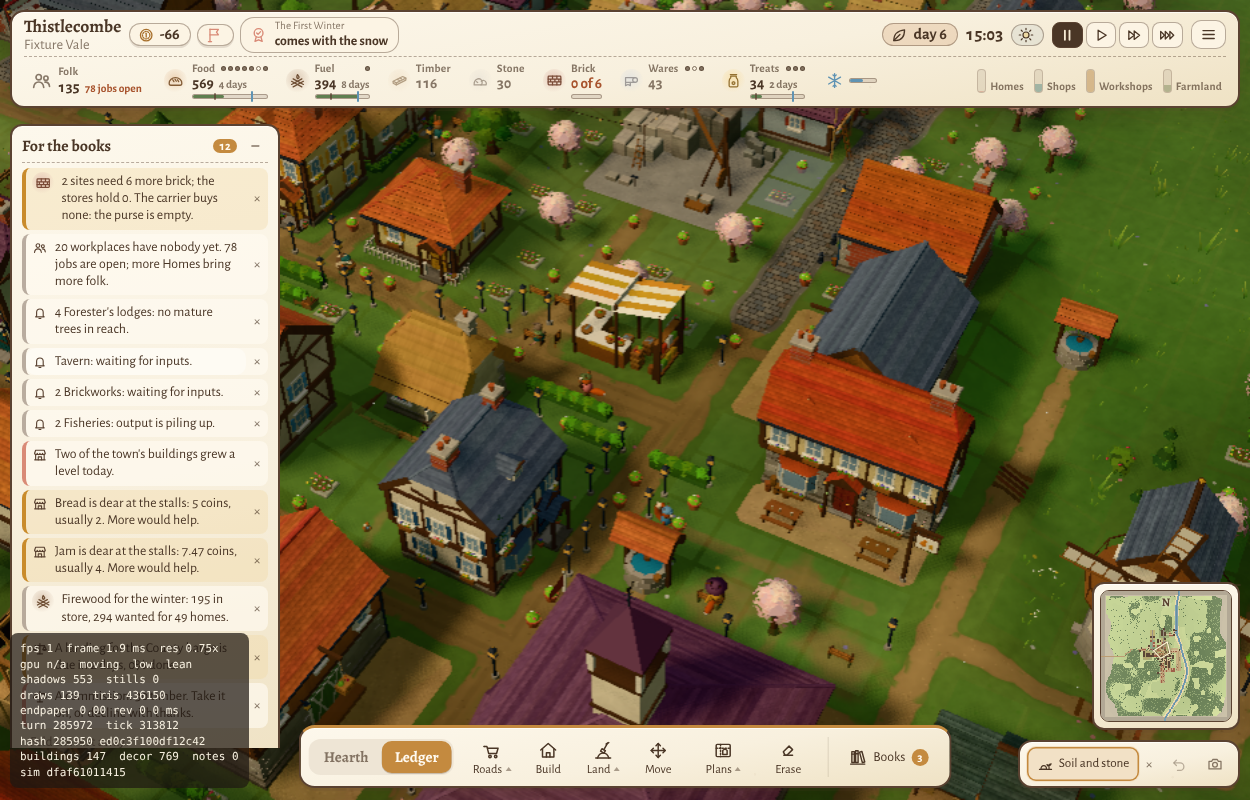 Thistlecombe
Fixture Vale
-66
The First Winter
comes with the snow
day 6
15:03
Folk
135 78 jobs open
Food
569 4 days
Fuel
394 8 days
Timber
116
Stone
30
Brick
0 of 6
Wares
43
Treats
34 2 days
Homes
Shops
Workshops
Farmland
For the books
12
2 sites need 6 more brick; the
stores hold 0. The carrier buys
none: the purse is empty.
20 workplaces have nobody yet. 78
jobs are open; more Homes bring
more folk.
4 Forester's lodges: no mature
trees in reach.
Tavern: waiting for inputs.
2 Brickworks: waiting for inputs.
2 Fisheries: output is piling up.
Two of the town's buildings grew a
level today.
Bread is dear at the stalls: 5 coins,
usually 2. More would help.
Jam is dear at the stalls: 7.47 coins,
usually 4. More would help.
Firewood for the winter: 195 in
store, 294 wanted for 49 homes.
fps 1 frame 1.9 ms res 0.75x
gpu n/a moving low lean
shadows 553 stills 0
draws 139 tris 436150
endpaper 0.00 rev 0 0 ms
turn 285972 tick 313812
hash 285950 ed0c3f100df12c42
buildings 147 decor 769 notes 0
sim dfaf61011415
N
Hearth
Ledger
Roads
Build
Land
Move
Plans
Erase
Books
3
Soil and stone